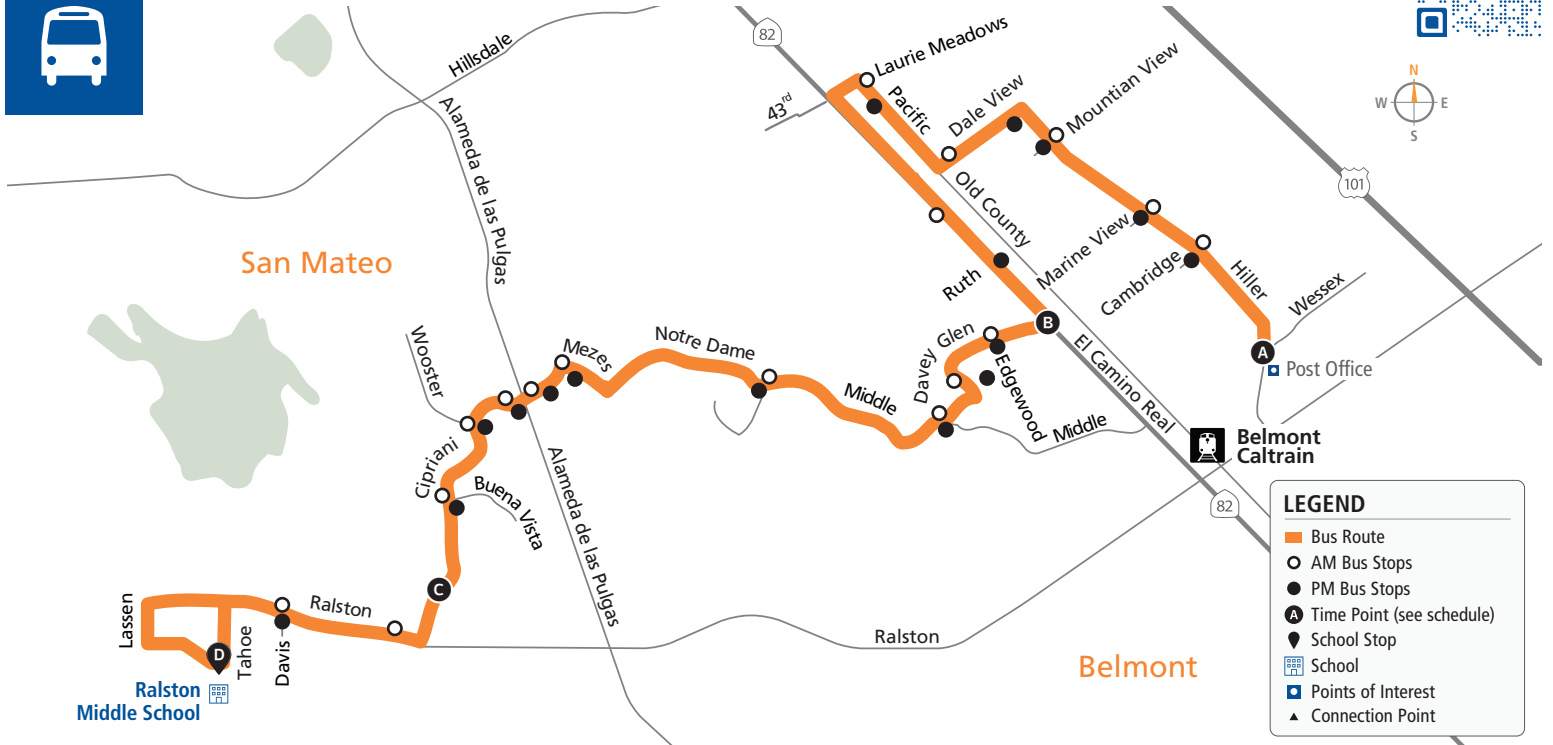 82
Laurie Meadows
Hillsdale
Pacific
Dale View
Mountian View
N
W
E
S
43rd
Alameda de las Pulgas
101
Old County
San Mateo
Marine View
Cambridge
Hiller
Wessex
Ruth
B
A
Post Office
Wooster
Mezes
Notre Dame
Davey Glen
Edgewood
El Camino Real
Middle
Middle
Belmont
Caltrain
Cipriani
Buena Vista
Alameda de las Pulgas
82
C
Lassen
Ralston
Tahoe
Davis
D
Ralston
Belmont
Ralston
Middle School
LEGEND
Bus Route
AM Bus Stops
PM Bus Stops
A Time Point (see schedule)
School Stop
School
Points of Interest
Connection Point